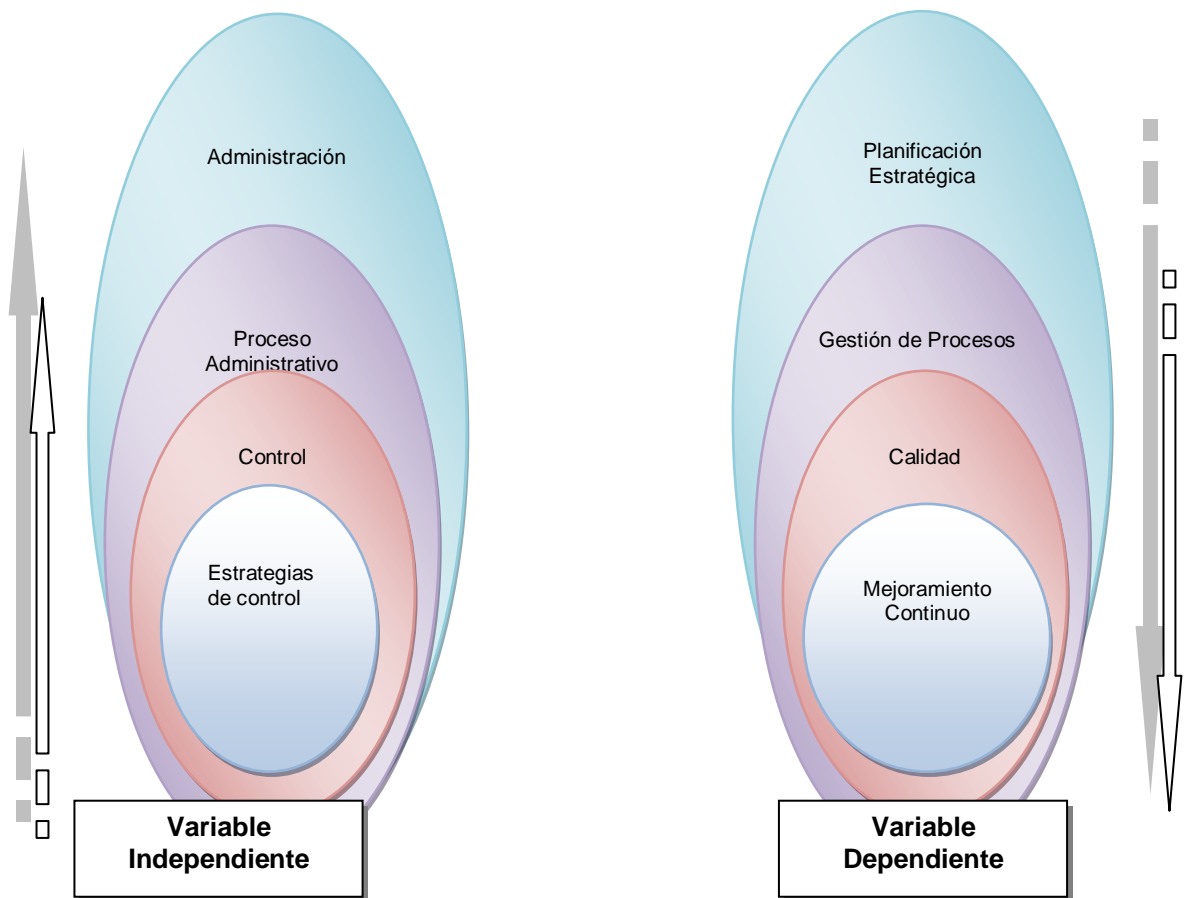 Administración
Proceso
Administrativo
Control
Estrategias
de control
Variable
Independiente
Planificación
Estratégica
Gestión de Procesos
Calidad
Mejoramiento
Continuo
Variable
Dependiente